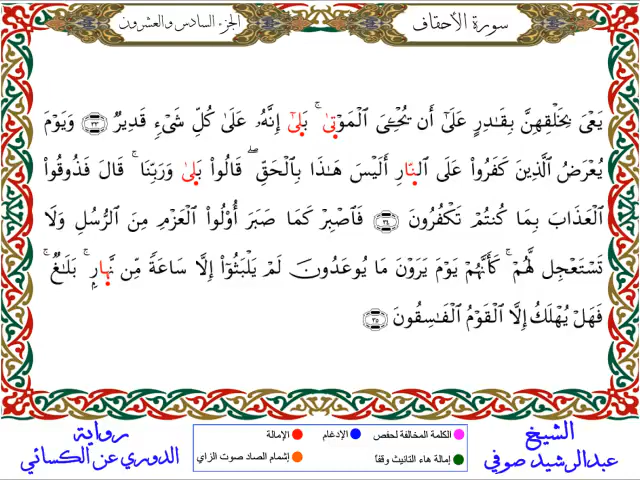 سورة الأحقاف
الجزء السادس والعشرون
يَعْىَ بِخَلْقِهِنَّ بِقَٰدِرٍ عَلَىٰٓ أَن يُحْۦِىَ ٱلْمَوْتَىٰ ۚ بَلَىٰٓ إِنَّهُۥ عَلَىٰ كُلِّ شَىْءٍ قَدِيرٌ ٣٣ وَيَوْمَ
يُعْرَضُ ٱلَّذِينَ كَفَرُوا۟ عَلَى ٱلنَّارِ أَلَيْسَ هَٰذَا بِٱلْحَقِّ ۖ قَالُوا۟ بَلَىٰ وَرَبِّنَا ۚ قَالَ فَذُوقُوا۟
ٱلْعَذَابَ بِمَا كُنتُمْ تَكْفُرُونَ ٣٤ فَٱصْبِرْ كَمَا صَبَرَ أُو۟لُوا۟ ٱلْعَزْمِ مِنَ ٱلرُّسُلِ وَلَا
تَسْتَعْجِل لَّهُمْ ۚ كَأَنَّهُمْ يَوْمَ يَرَوْنَ مَا يُوعَدُونَ لَمْ يَلْبَثُوٓا۟ إِلَّا سَاعَةً مِّن نَّهَارٍۭ ۚ بَلَٰغٌ ۚ
فَهَلْ يُهْلَكُ إِلَّا ٱلْقَوْمُ ٱلْفَٰسِقُونَ ٣٥
الشيخ
عبدالرشيد صوفي
الكلمة المخالفة لحفص
الإدغام
الإمالة
إمالة هاء التانيث وقفاً
إشمام الصاد صوت الزاي
رواية
الدوري عن الكسائي